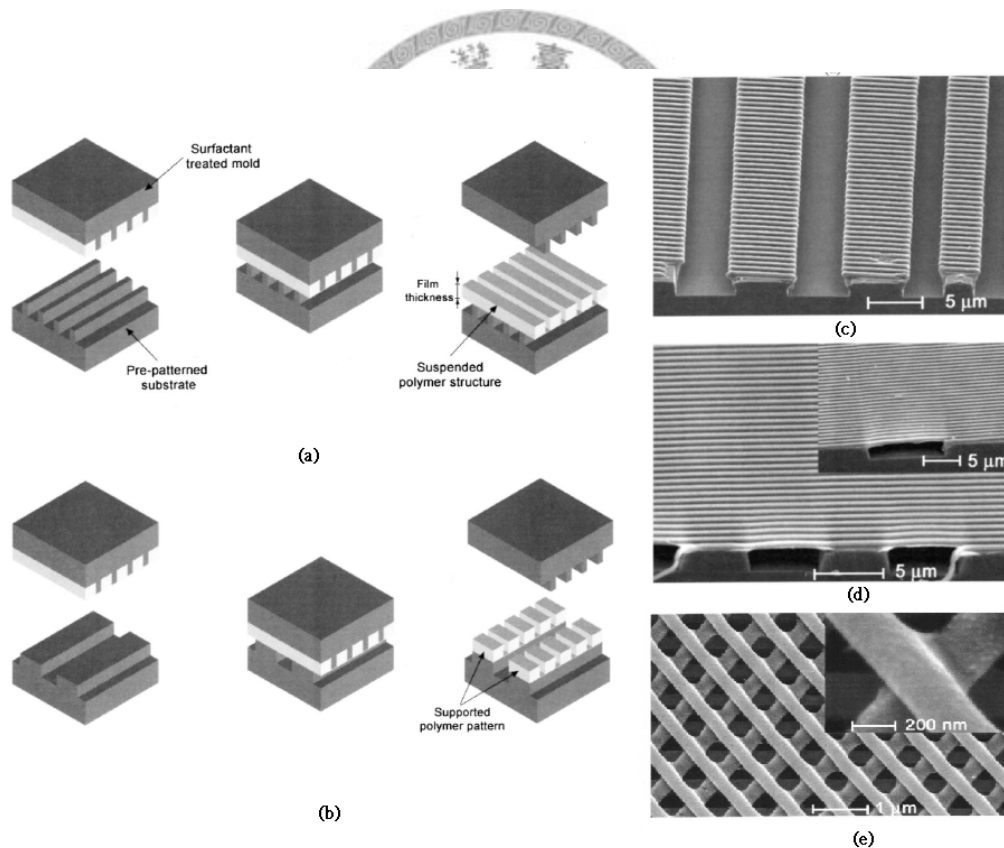 Surfactant
treated mold
Film
thickness
Pre-patterned
substrate
Suspended
polymer structure
(a)
Supported
polymer pattern
(b)
5 μm
(c)
5 μm
5 μm
(d)
200 nm
1 μm
(e)